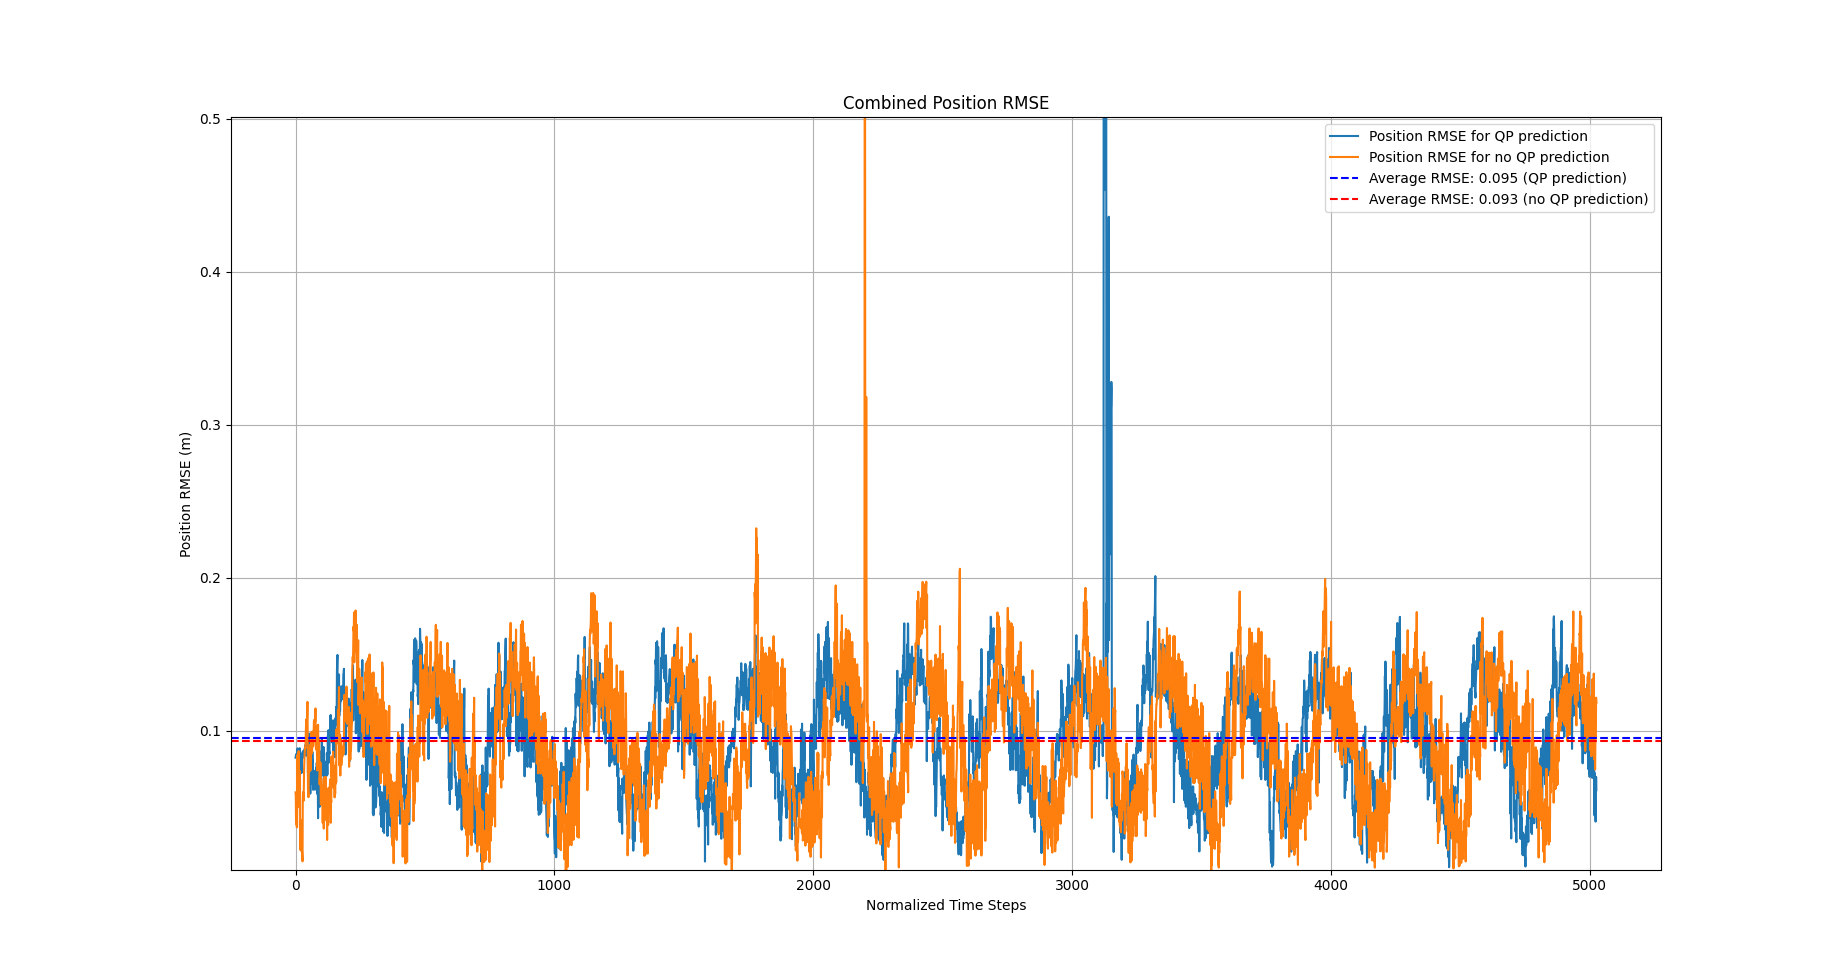 Combined Position RMSE
Position RMSE for QP prediction
Position RMSE for no QP prediction
Average RMSE: 0.095 (QP prediction)
Average RMSE: 0.093 (no QP prediction)
Position RMSE (m)
0.5
0.4
0.3
0.2
0.1
0 1000 2000 3000 4000 5000
Normalized Time Steps